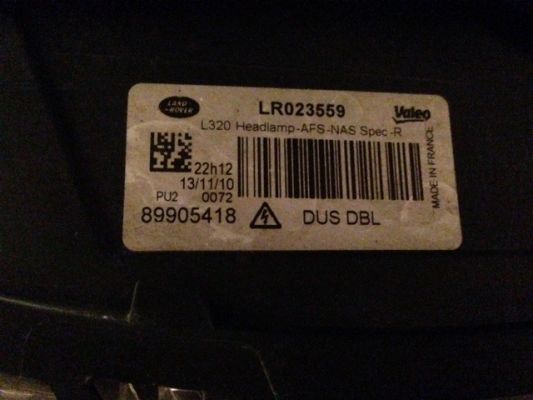 LAND
-ROVER
LR023559
Valeo
L320 Headlamp-AFS-NAS Spec-R
22h12
13/11/10
PU2 0072
89905418 DUS DBL
MADE IN FRANCE